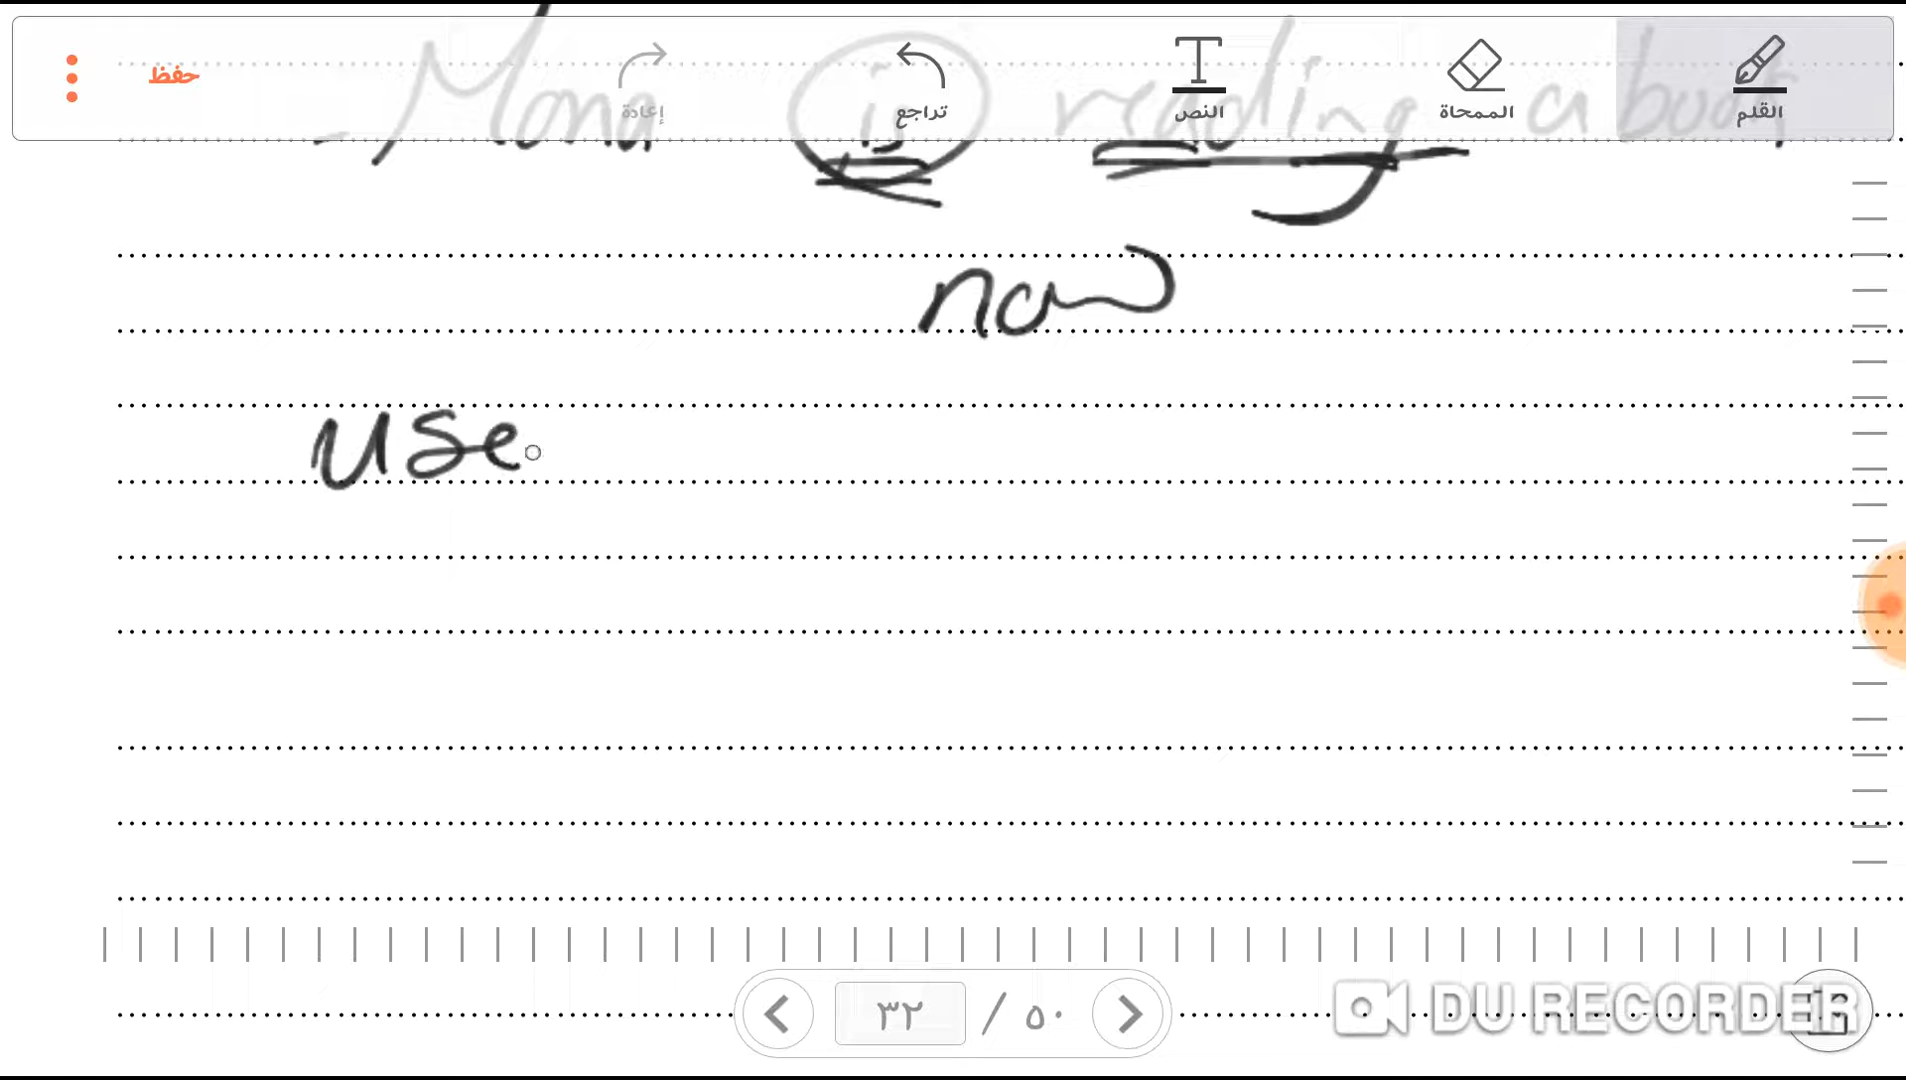 - Mona is reading a book
حفظ إعادة تراجع النص الممحاة القلم
now
use
٣٢ / ٥٠
DU RECORDER